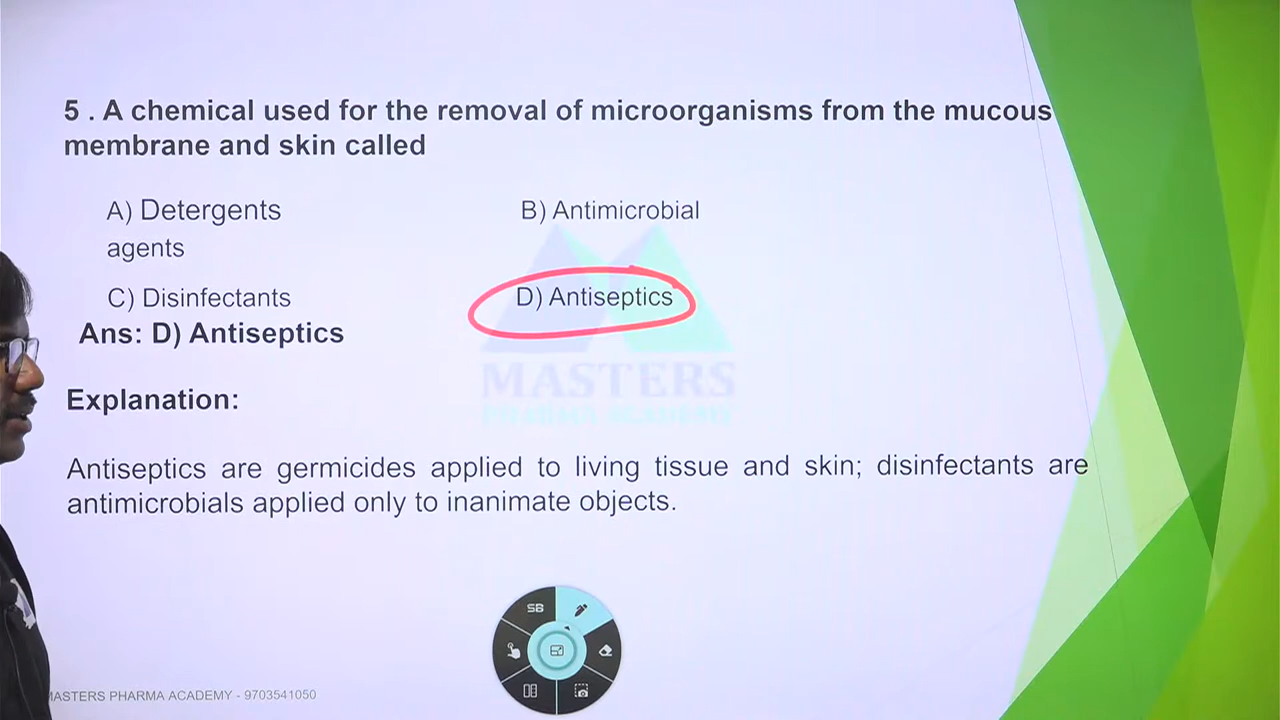 5 . A chemical used for the removal of microorganisms from the mucous
membrane and skin called
A) Detergents B) Antimicrobial
agents
C) Disinfectants D) Antiseptics
Ans: D) Antiseptics
MASTERS
PHARMA ACADEMY
Explanation:
Antiseptics are germicides applied to living tissue and skin; disinfectants are
antimicrobials applied only to inanimate objects.
SB
MASTERS PHARMA ACADEMY - 9703541050